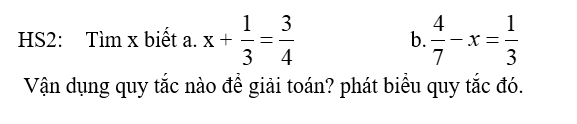 HS2: Tìm x biết a. x + 1/3 = 3/4 b. 4/7 − x = 1/3
Vận dụng quy tắc nào để giải toán? phát biểu quy tắc đó.